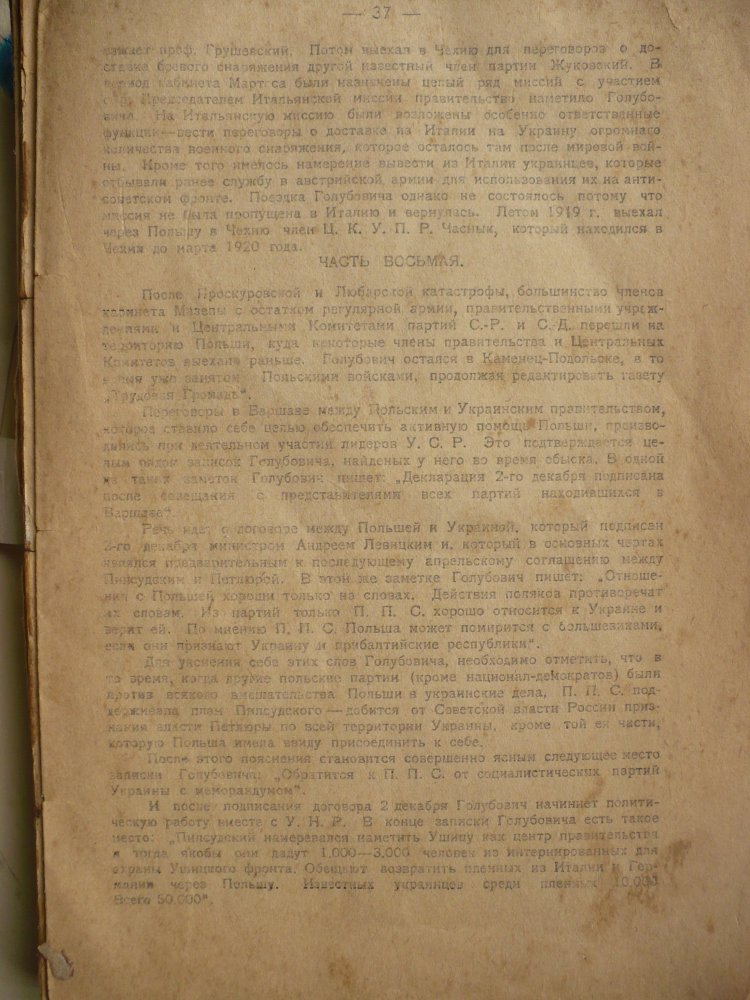 — 37 —
проф. Грушевский. Потом выехал в Чехию для переговоров о до-
ставке боевого снаряжения другой известный член партии Жуковский. В
период кабинета Мартоса были назначены целый ряд миссий с участием
Председателем Итальянской миссии правительство наметило Голубо-
вича. На Итальянскую миссию были возложены особенно ответственные
функции—вести переговоры о доставке из Италии на Украину огромнаго
количества военного снаряжения, которое осталось там после мировой вой-
ны. Кроме того имелось намерение вывести из Италии украинцев, которые
отбывали ранее службу в австрийской армии для использования их на анти-
советском фронте. Поездка Голубовича однако не состоялось потому что
миссия не была пропущена в Италию и вернулась. Летом 1919 г. выехал
через Польшу в Чехию член Ц. К. У. П. Р. Часнык, который находился в
Чехии до марта 1920 года.
ЧАСТЬ ВОСЬМАЯ.
После Проскуровской и Любарской катастрофы, большинство членов
кабинета Мазепы с остатком регулярной армии, правительственными учреж-
дениями и Центральными Комитетами партий С.-Р. и С.-Д. перешли на
территорию Польши, куда некоторые члены правительства и Центральных
Комитетов выехали раньше. Голубович остался в Каменец-Подольске, в то
время уже занятом Польскими войсками, продолжая редактировать газету
„Трудовая Громада“.
Переговоры в Варшаве между Польским и Украинским правительством,
которое ставило себе целью обеспечить активную помощь Польши, произво-
дились при деятельном участии лидеров У. С. Р. Это подтверждается це-
лым рядом записок Голубовича, найденых у него во время обыска. В одной
из таких заметок Голубович пишет: „Декларация 2-го декабря подписана
после совещания с представителями всех партий находившихся в
Варшаве“.
Речь идет о договоре между Польшей и Украиной, который подписан
2-го декабря министром Андреем Левицким и, который в основных чертах
являлся предварительным к последующему апрельскому соглашению между
Пилсудским и Петлюрой. В этой же заметке Голубович пишет: „Отноше-
ния с Польшей хороши только на словах. Действия поляков противоречат
их словам. Из партий только П. П. С. хорошо относится к Украине и
верит ей. По мнению П. П. С. Польша может помирится с большевиками,
если они признают Украину и прибалтийские республики“.
Для уяснения себе этих слов Голубовича, необходимо отметить, что в
то время, когда другие польские партии (кроме национал-демократов) были
против всякого вмешательства Польши в украинские дела, П. П. С. под-
держивала план Пилсудского—добится от Советской власти России приз-
нания власти Петлюры по всей территории Украины, кроме той ея части,
которую Польша имела ввиду присоединить к себе.
После этого пояснения становится совершенно ясным следующее место
записки Голубовича: „Обратится к П. П. С. от социалистических партий
Украины с меморандумом“.
И после подписания договора 2 декабря Голубович начинает полити-
ческую работу вместе с У. Н. Р. В конце записки Голубовича есть такое
место: „Пилсудский намеревался наметить Ушицу как центр правительства
и тогда якобы они дадут 1.000—3.000 человек из интернированных для
охраны Ушицкого фронта. Обещают возвратить пленных из Италии и Гер-
мании через Польшу. Известных украинцев среди пленных 10.000
Всего 50.000“.